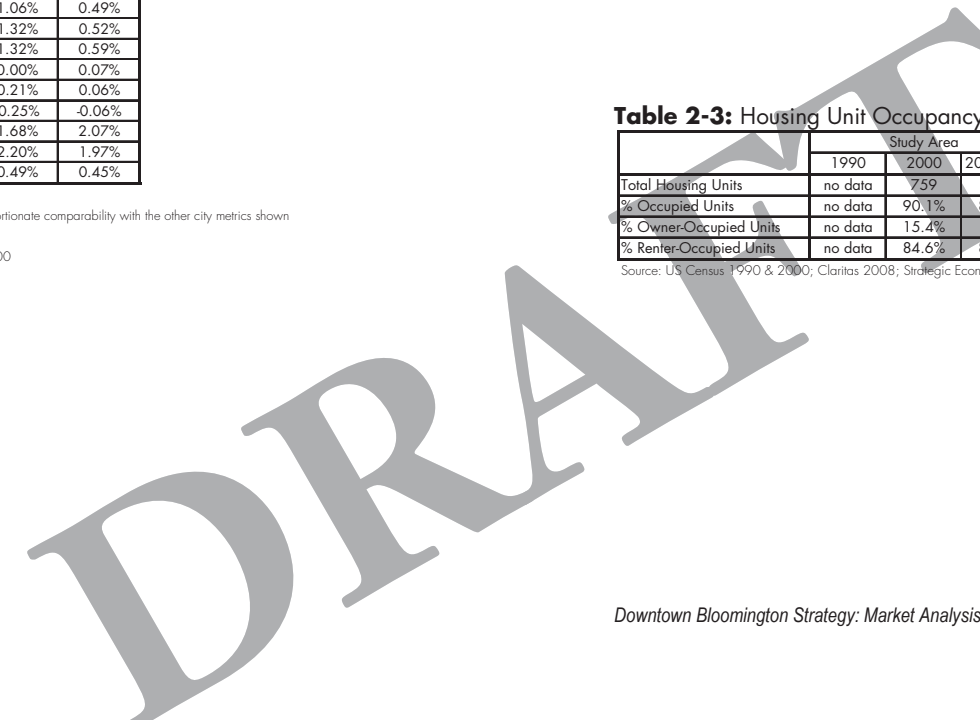 1.06% 0.49%
1.32% 0.52%
1.32% 0.59%
0.00% 0.07%
0.21% 0.06%
0.25% -0.06%
1.68% 2.07%
2.20% 1.97%
0.49% 0.45%
rtionate comparability with the other city metrics shown
00
Table 2-3: Housing Unit Occupancy
Study Area
1990 2000 20
Total Housing Units no data 759
% Occupied Units no data 90.1%
% Owner-Occupied Units no data 15.4%
% Renter-Occupied Units no data 84.6%
Source: US Census 1990 & 2000; Claritas 2008; Strategic Econ
DRAFT
Downtown Bloomington Strategy: Market Analysis